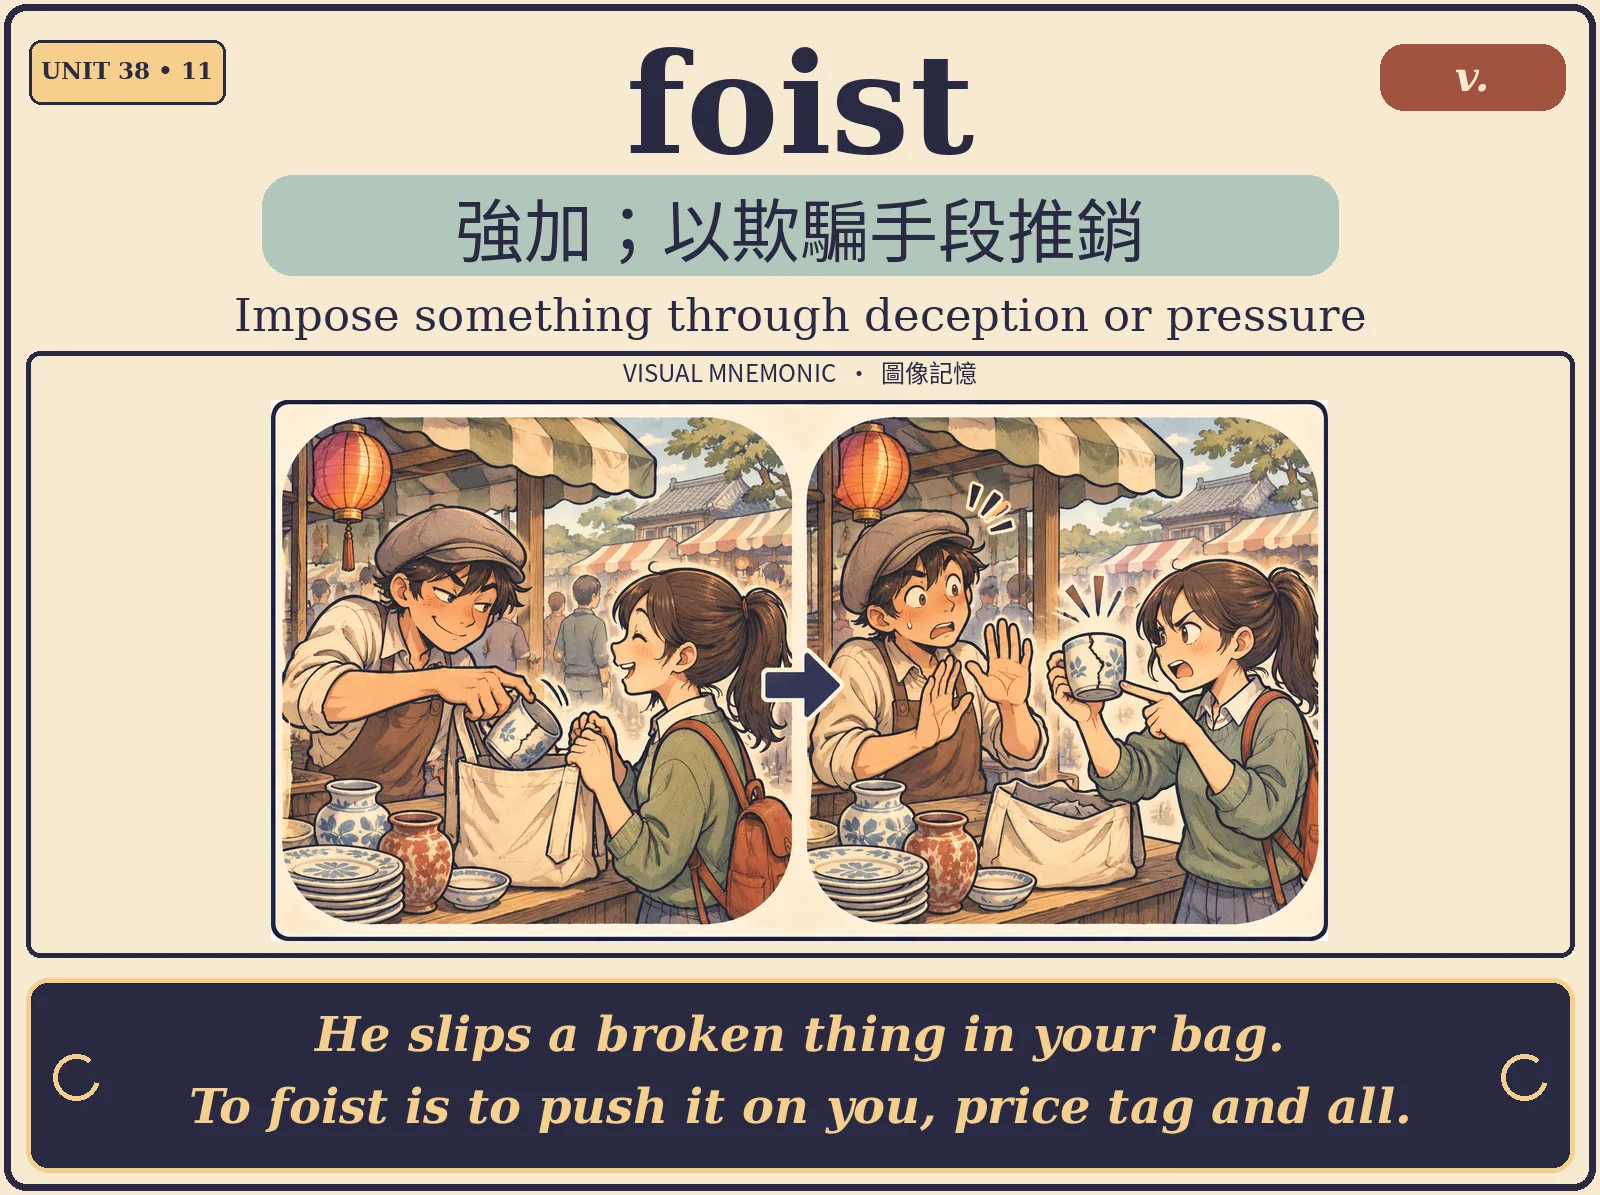 UNIT 38 • 11
foist
v.
強加；以欺騙手段推銷
Impose something through deception or pressure
VISUAL MNEMONIC • 圖像記憶
He slips a broken thing in your bag.
To foist is to push it on you, price tag and all.